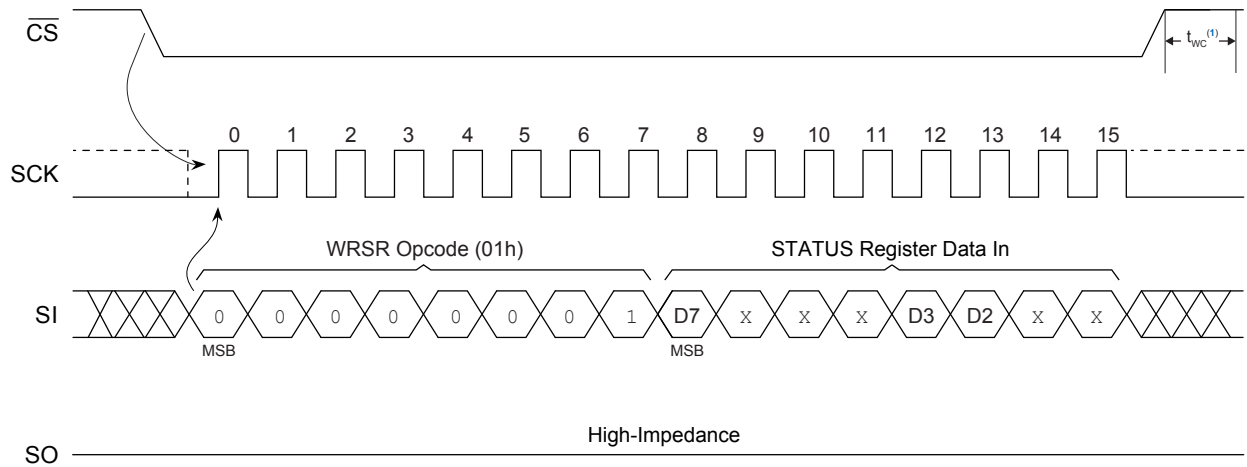 CS
tWC(1)
0 1 2 3 4 5 6 7 8 9 10 11 12 13 14 15
SCK
WRSR Opcode (01h) STATUS Register Data In
SI 0 0 0 0 0 0 0 1 D7 X X X D3 D2 X X
MSB MSB
High-Impedance
SO